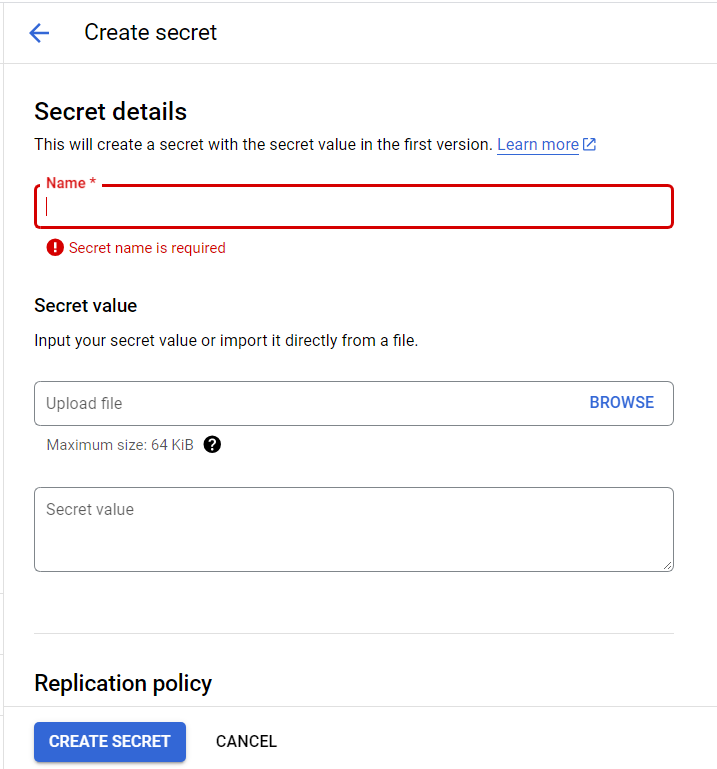 Create secret
Secret details
This will create a secret with the secret value in the first version. Learn more
Name *
Secret name is required
Secret value
Input your secret value or import it directly from a file.
Upload file BROWSE
Maximum size: 64 KiB
Secret value
Replication policy
CREATE SECRET CANCEL